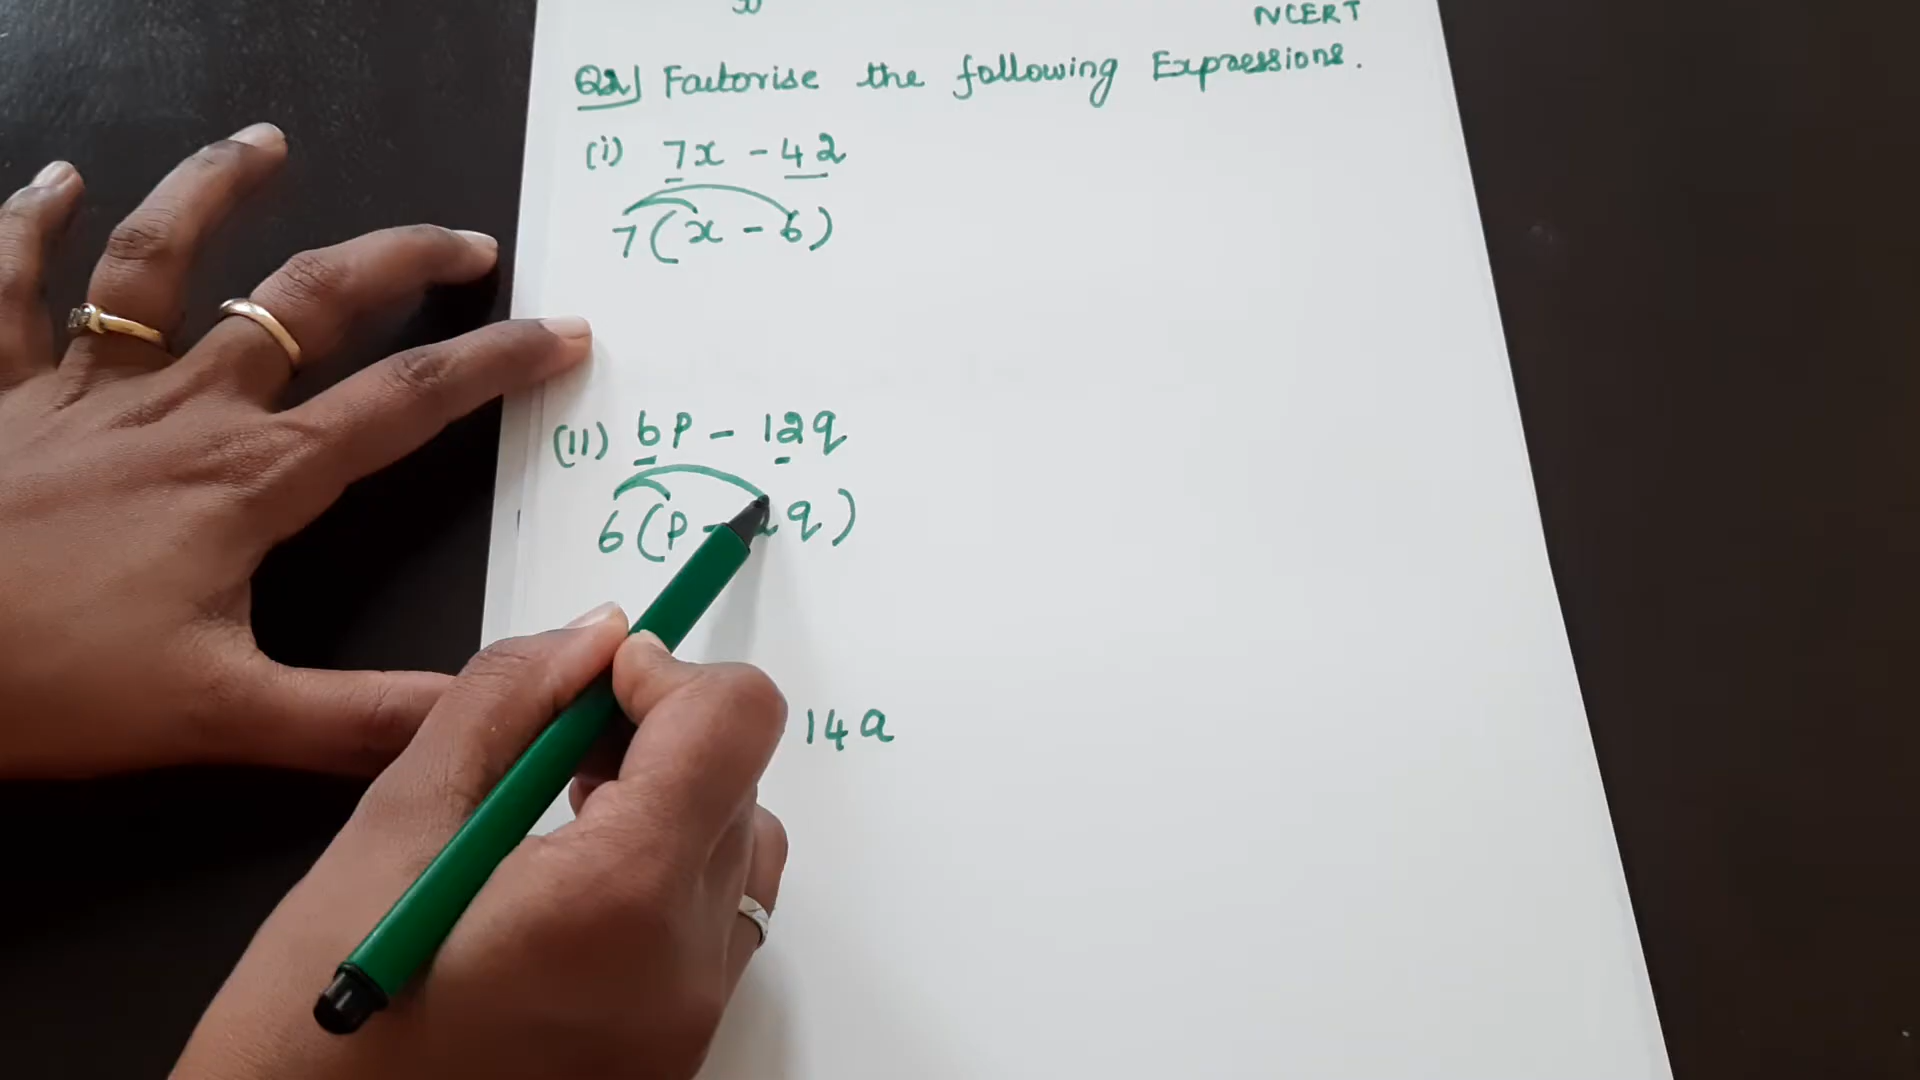 NCERT
Q2) Factorise the following Expressions.
(i) 7x - 42
7(x - 6)
(II) 6p - 12q
6(p - 2q)
14a